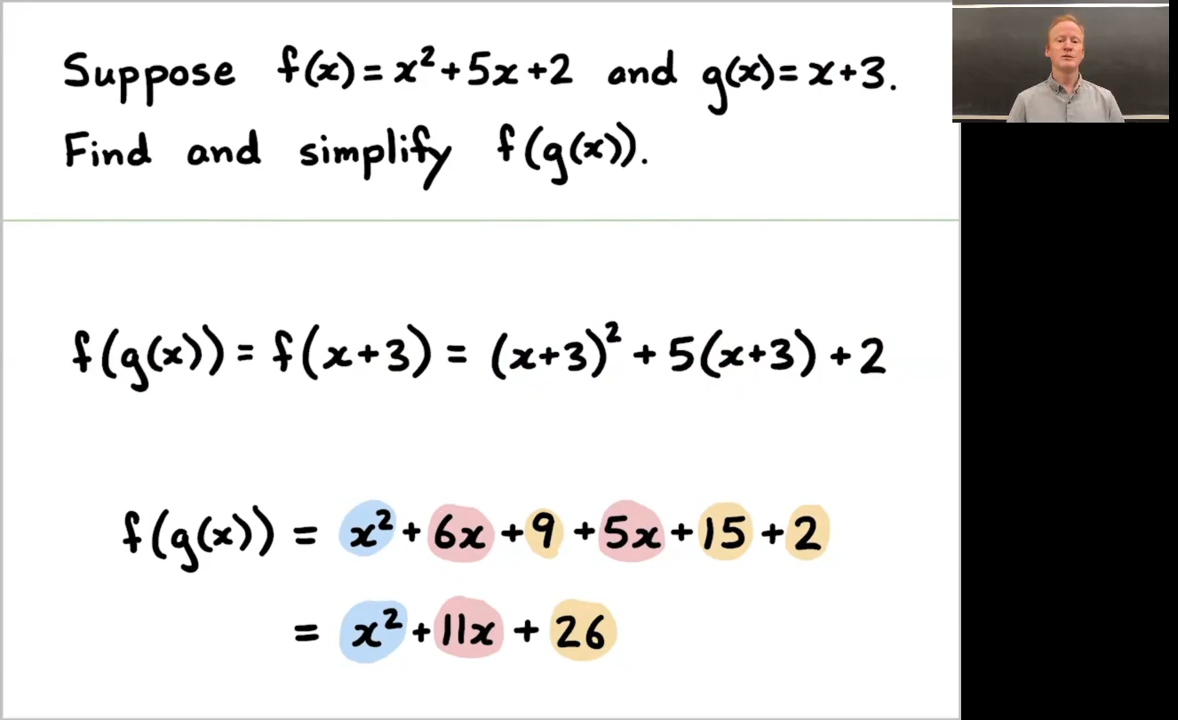 Suppose f(x) = x² + 5x + 2 and g(x) = x + 3.
Find and simplify f(g(x)).
f(g(x)) = f(x+3) = (x+3)² + 5(x+3) + 2
f(g(x)) = x² + 6x + 9 + 5x + 15 + 2
= x² + 11x + 26